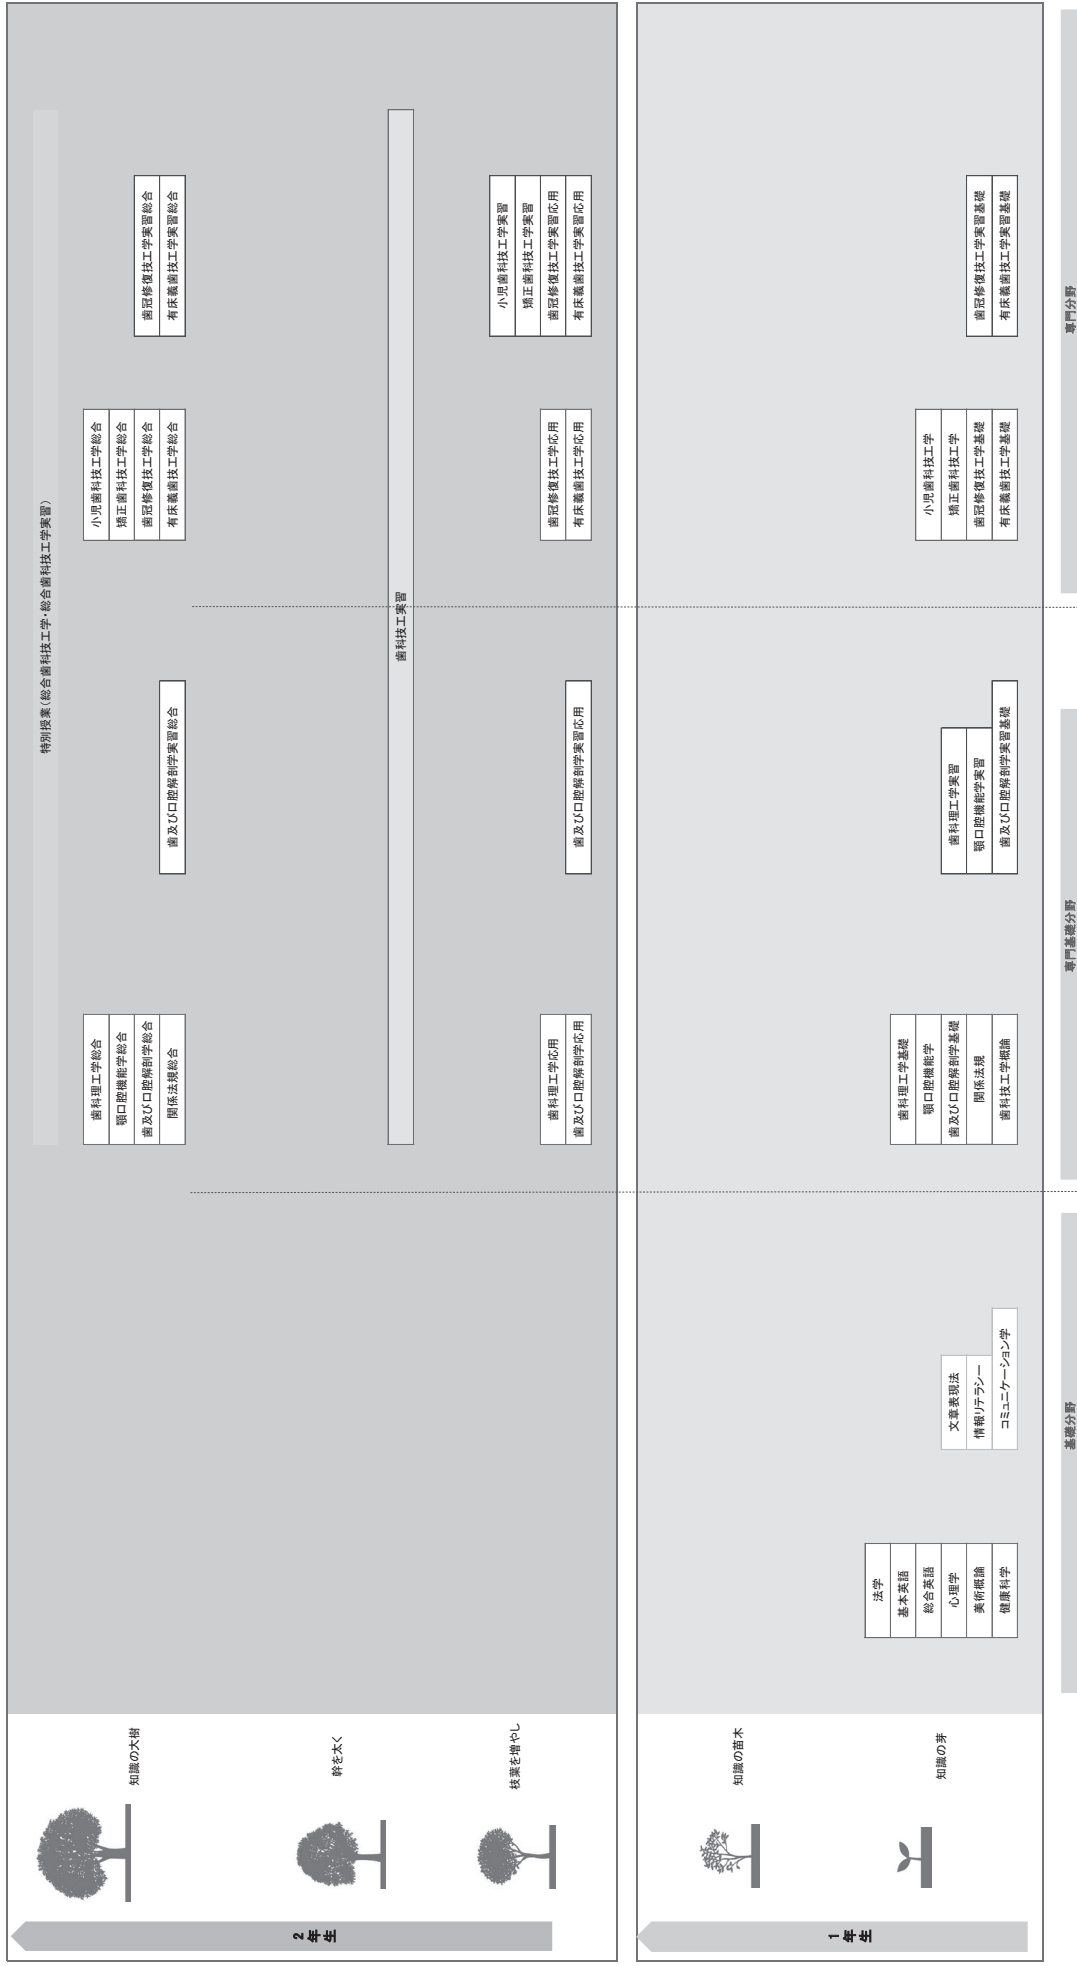 2年生
知識の大樹
幹を太く
枝葉を増やし
特別授業（総合歯科技工学・総合歯科技工学実習）
歯科理工学総合
顎口腔機能学総合
歯及び口腔解剖学総合
関係法規総合
歯及び口腔解剖学実習総合
小児歯科技工学総合
矯正歯科技工学総合
歯冠修復技工学総合
有床義歯技工学総合
歯冠修復技工学実習総合
有床義歯技工学実習総合
歯科技工実習
歯科理工学応用
歯及び口腔解剖学応用
歯及び口腔解剖学実習応用
歯冠修復技工学応用
有床義歯技工学応用
小児歯科技工学実習
矯正歯科技工学実習
歯冠修復技工学実習応用
有床義歯技工学実習応用
1年生
知識の苗木
知識の芽
法学
基本英語
総合英語
心理学
美術概論
健康科学
文章表現法
情報リテラシー
コミュニケーション学
歯科理工学基礎
顎口腔機能学
歯及び口腔解剖学基礎
関係法規
歯科技工学概論
歯科理工学実習
顎口腔機能学実習
歯及び口腔解剖学実習基礎
小児歯科技工学
矯正歯科技工学
歯冠修復技工学基礎
有床義歯技工学基礎
歯冠修復技工学実習基礎
有床義歯技工学実習基礎
基礎分野
専門基礎分野
専門分野